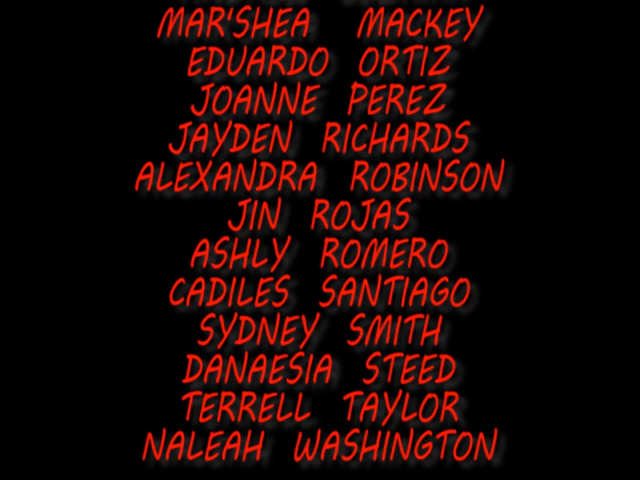 MAR'SHEA MACKEY
EDUARDO ORTIZ
JOANNE PEREZ
JAYDEN RICHARDS
ALEXANDRA ROBINSON
JIN ROJAS
ASHLY ROMERO
CADILES SANTIAGO
SYDNEY SMITH
DANAESIA STEED
TERRELL TAYLOR
NALEAH WASHINGTON